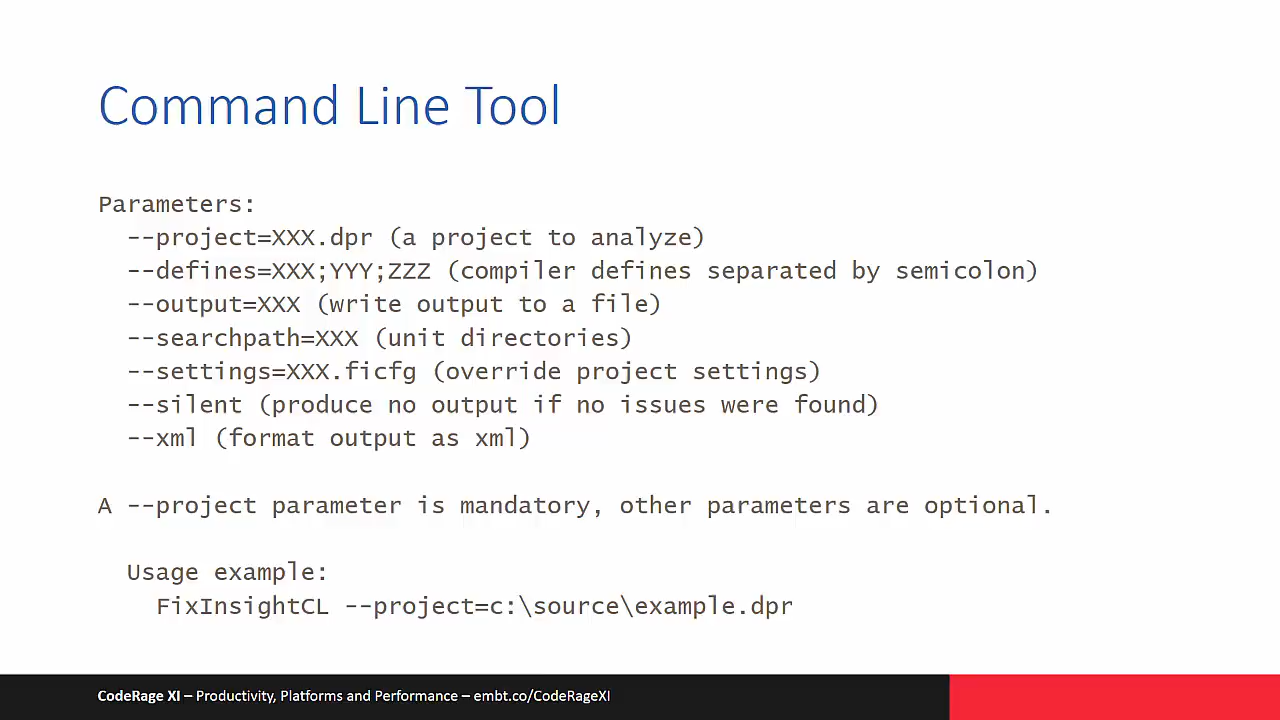 Command Line Tool
Parameters:
--project=XXX.dpr (a project to analyze)
--defines=XXX;YYY;ZZZ (compiler defines separated by semicolon)
--output=XXX (write output to a file)
--searchpath=XXX (unit directories)
--settings=XXX.ficfg (override project settings)
--silent (produce no output if no issues were found)
--xml (format output as xml)
A --project parameter is mandatory, other parameters are optional.
Usage example:
FixInsightCL --project=c:\source\example.dpr
CodeRage XI – Productivity, Platforms and Performance – embt.co/CodeRageXI